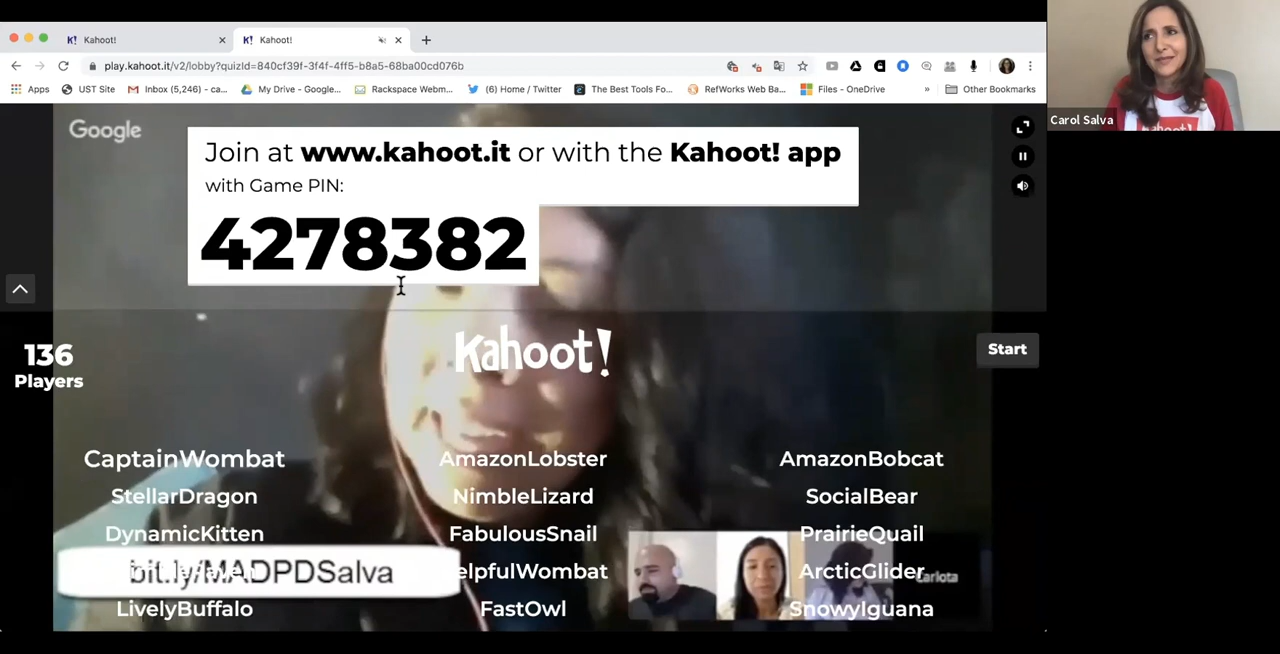 Kahoot!
Kahoot!
play.kahoot.it/v2/lobby?quizId=840cf39f-3f4f-4ff5-b8a5-68ba00cd076b
Apps
UST Site
Inbox (5,246) - ca...
My Drive - Google...
Rackspace Webm...
(6) Home / Twitter
The Best Tools Fo...
RefWorks Web Ba...
Files - OneDrive
»
Other Bookmarks
Carol Salva
Google
Join at www.kahoot.it or with the Kahoot! app
with Game PIN:
4278382
136
Players
Kahoot!
Start
CaptainWombat
AmazonLobster
AmazonBobcat
StellarDragon
NimbleLizard
SocialBear
DynamicKitten
FabulousSnail
PrairieQuail
bit.ly/MADPDSalva
HelpfulWombat
ArcticGlider
Carlota
LivelyBuffalo
FastOwl
SnowyIguana